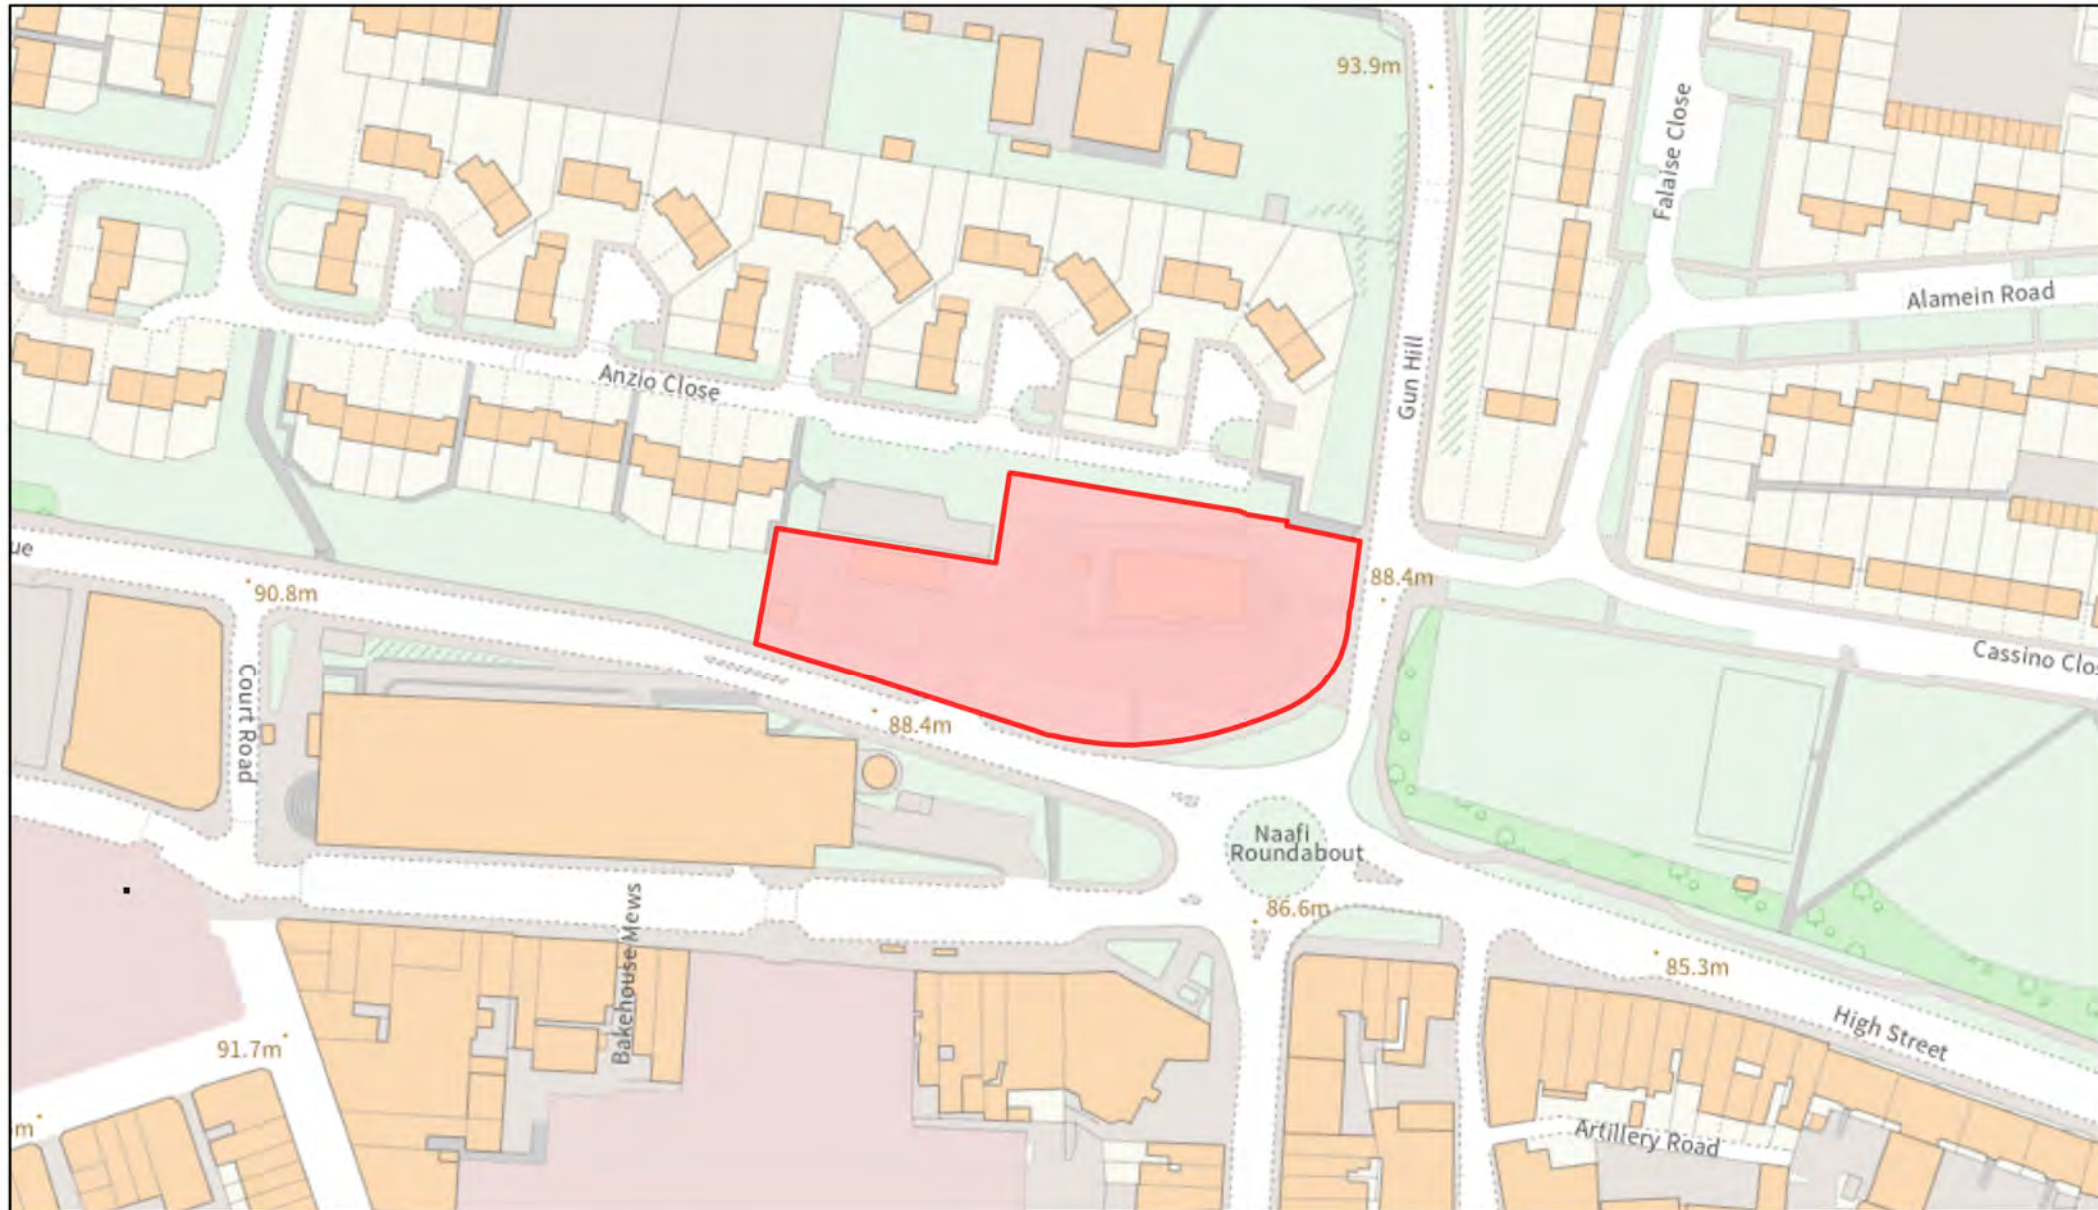 93.9m
Falaise Close
Alamein Road
Gun Hill
Anzio Close
ue
90.8m
88.4m
Cassino Clos
Court Road
88.4m
Naafi
Roundabout
86.6m
Bakehouse Mews
85.3m
High Street
91.7m
m
Artillery Road